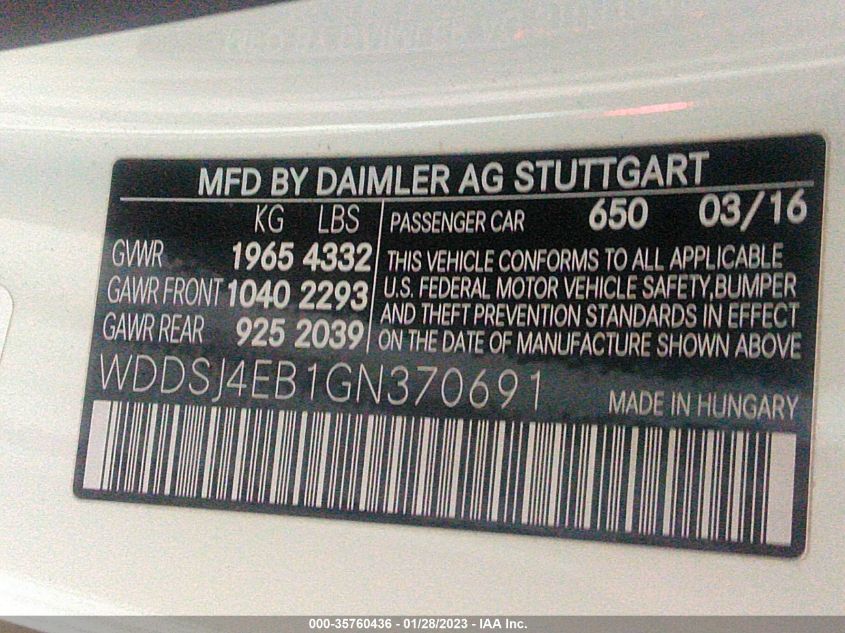 MFD BY DAIMLER AG STUTTGART
KG LBS
GVWR 1965 4332
GAWR FRONT 1040 2293
GAWR REAR 925 2039
PASSENGER CAR 650 03/16
THIS VEHICLE CONFORMS TO ALL APPLICABLE
U.S. FEDERAL MOTOR VEHICLE SAFETY, BUMPER
AND THEFT PREVENTION STANDARDS IN EFFECT
ON THE DATE OF MANUFACTURE SHOWN ABOVE
WDDSJ4EB1GN370691
MADE IN HUNGARY
000-35760436 - 01/28/2023 - IAA Inc.